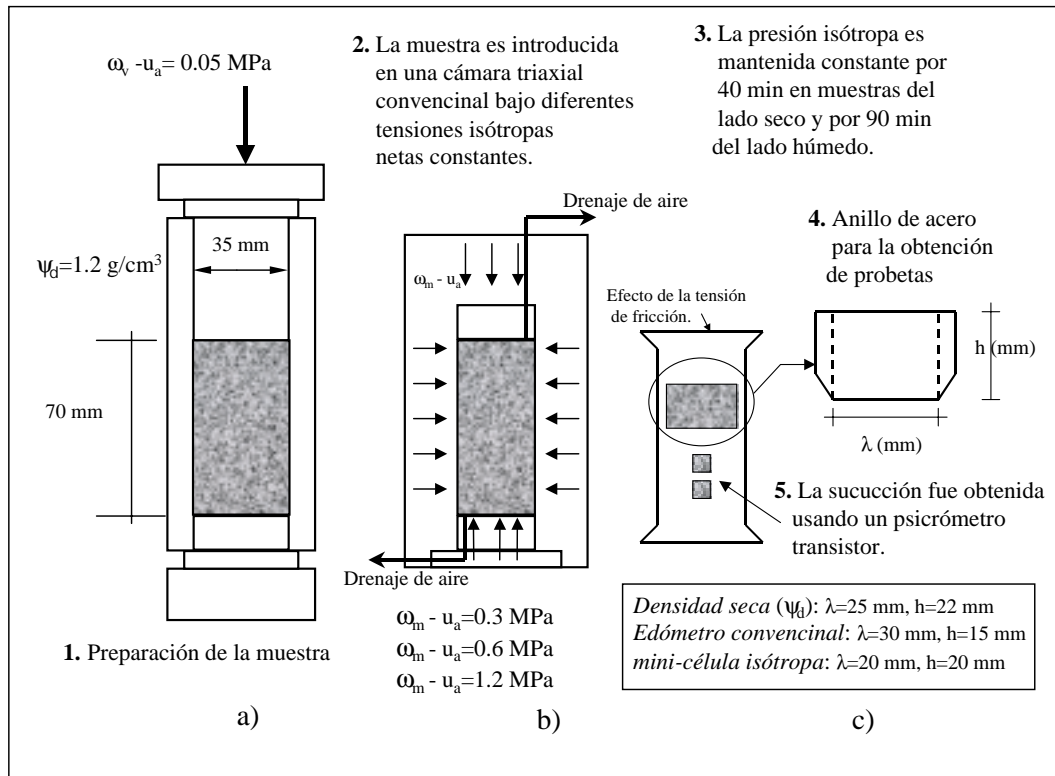 ω_v -u_a= 0.05 MPa
ψ_d=1.2 g/cm³
35 mm
70 mm
1. Preparación de la muestra
a)
2. La muestra es introducida
en una cámara triaxial
convencinal bajo diferentes
tensiones isótropas
netas constantes.
Drenaje de aire
ω_m - u_a
Drenaje de aire
ω_m - u_a=0.3 MPa
ω_m - u_a=0.6 MPa
ω_m - u_a=1.2 MPa
b)
3. La presión isótropa es
mantenida constante por
40 min en muestras del
lado seco y por 90 min
del lado húmedo.
4. Anillo de acero
para la obtención
de probetas
Efecto de la tensión
de fricción.
h (mm)
λ (mm)
5. La sucucción fue obtenida
usando un psicrómetro
transistor.
Densidad seca (ψ_d): λ=25 mm, h=22 mm
Edómetro convencinal: λ=30 mm, h=15 mm
mini-célula isótropa: λ=20 mm, h=20 mm
c)